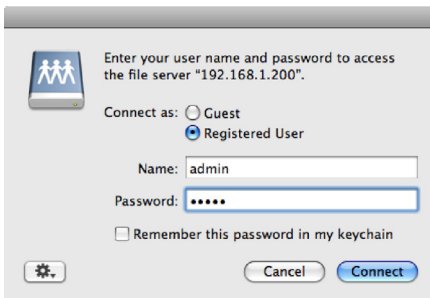 Enter your user name and password to access
the file server “192.168.1.200”.
Connect as: Guest
Registered User
Name: admin
Password: •••••
Remember this password in my keychain
Cancel Connect